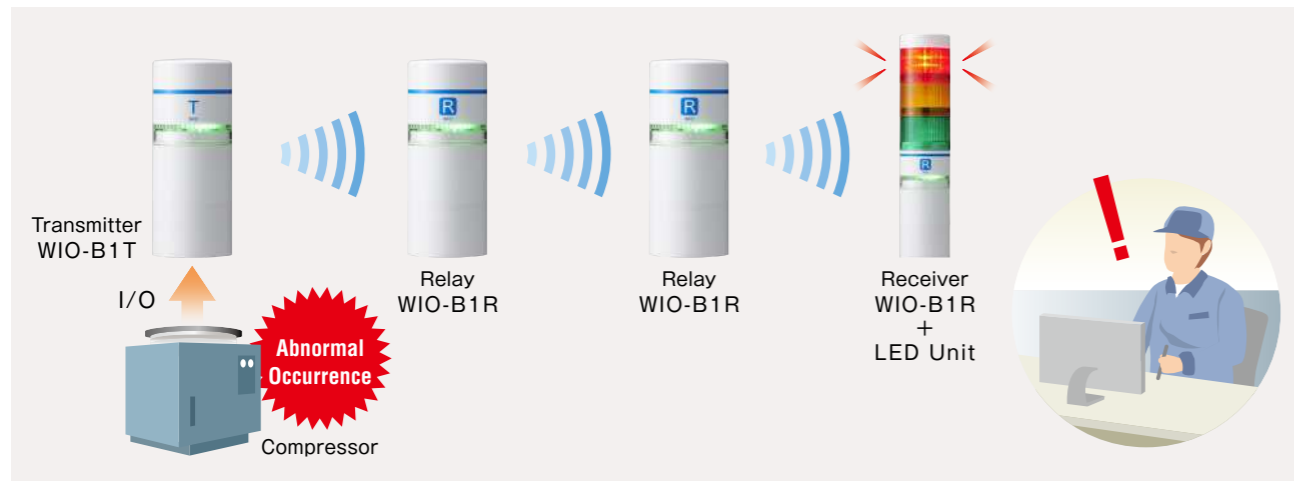 T
R
R
R
Transmitter
WIO-B1T
I/O
Abnormal
Occurrence
Compressor
Relay
WIO-B1R
Relay
WIO-B1R
Receiver
WIO-B1R
+
LED Unit
!